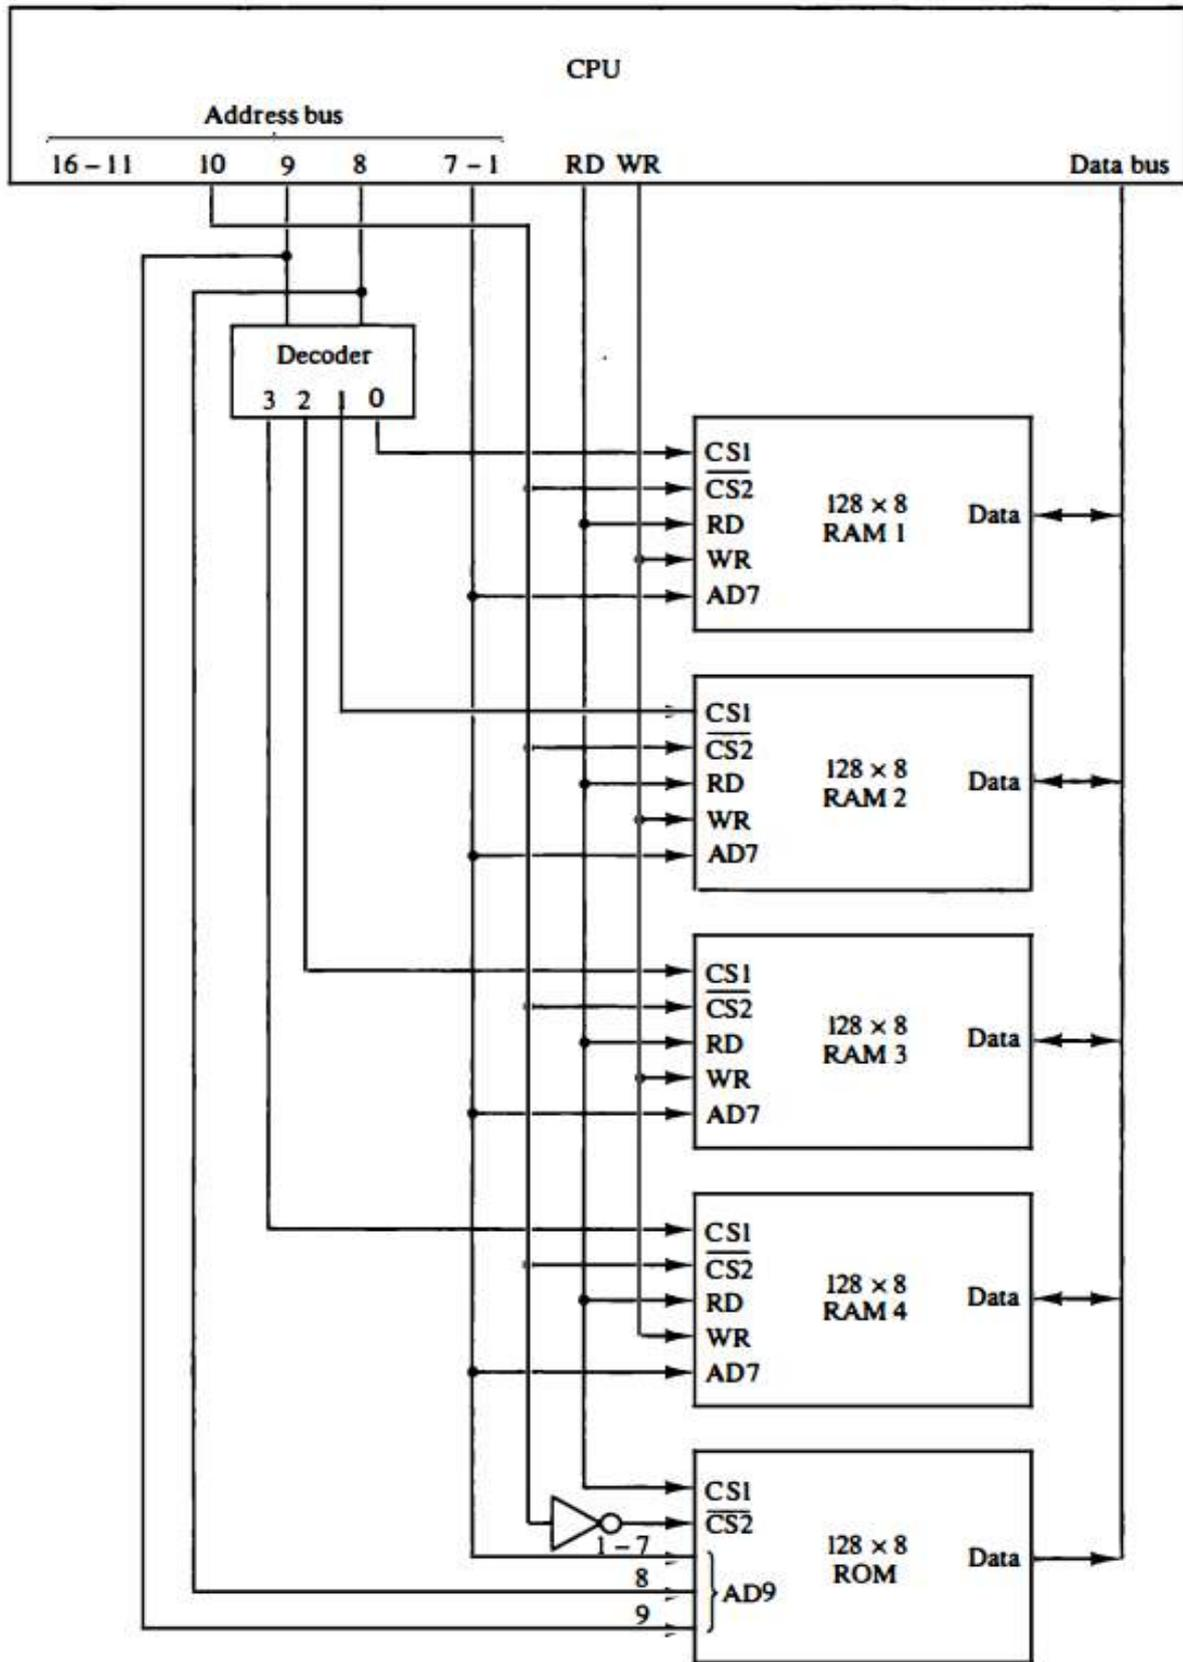 CPU
Address bus
16 – 11 10 9 8 7 – 1 RD WR Data bus
Decoder
3 2 1 0
CS1
CS2
RD
WR
AD7
128 × 8
RAM 1
Data
CS1
CS2
RD
WR
AD7
128 × 8
RAM 2
Data
CS1
CS2
RD
WR
AD7
128 × 8
RAM 3
Data
CS1
CS2
RD
WR
AD7
128 × 8
RAM 4
Data
CS1
CS2
1 – 7
8
9
AD9
128 × 8
ROM
Data